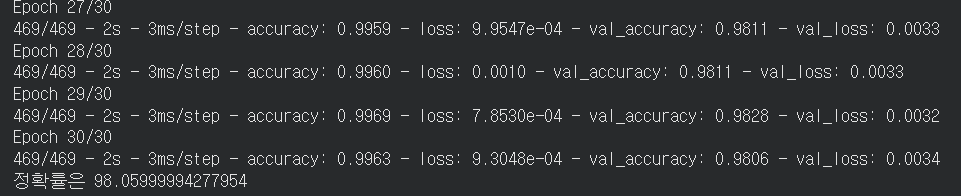 Epoch 27/30
469/469 - 2s - 3ms/step - accuracy: 0.9959 - loss: 9.9547e-04 - val_accuracy: 0.9811 - val_loss: 0.0033
Epoch 28/30
469/469 - 2s - 3ms/step - accuracy: 0.9960 - loss: 0.0010 - val_accuracy: 0.9811 - val_loss: 0.0033
Epoch 29/30
469/469 - 2s - 3ms/step - accuracy: 0.9969 - loss: 7.8530e-04 - val_accuracy: 0.9828 - val_loss: 0.0032
Epoch 30/30
469/469 - 2s - 3ms/step - accuracy: 0.9963 - loss: 9.3048e-04 - val_accuracy: 0.9806 - val_loss: 0.0034
정확률은 98.05999994277954